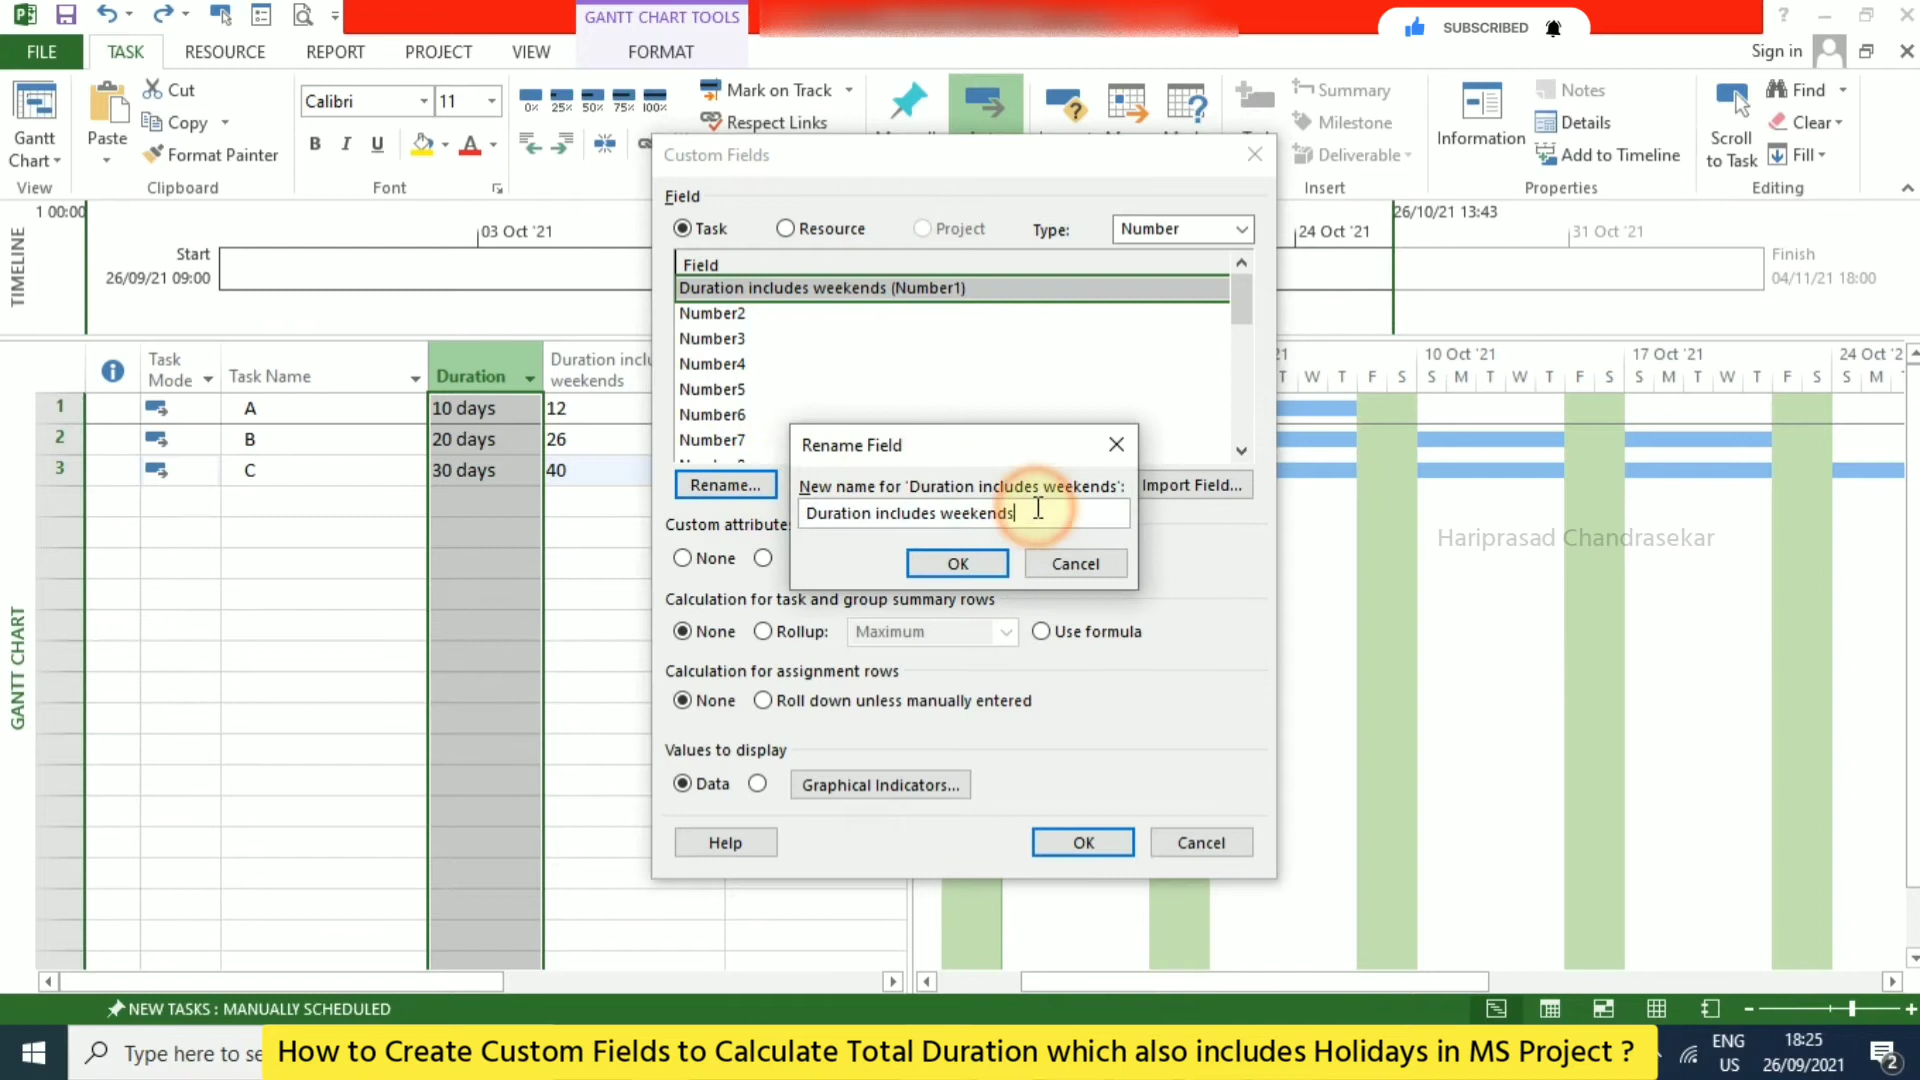 GANTT CHART TOOLS
SUBSCRIBED
?
FILE TASK RESOURCE REPORT PROJECT VIEW FORMAT
Sign in
Gantt
Chart
View
Paste
Cut
Copy
Format Painter
Clipboard
Calibri 11
B I U A
Font
0% 25% 50% 75% 100%
Mark on Track
Respect Links
Summary
Milestone
Deliverable
Insert
Information
Notes
Details
Add to Timeline
Properties
Scroll
to Task
Find
Clear
Fill
Editing
TIMELINE
1 00:00
03 Oct '21
Start
26/09/21 09:00
26/10/21 13:43
24 Oct '21
31 Oct '21
Finish
04/11/21 18:00
Custom Fields
Field
Task Resource Project Type: Number
Field
Duration includes weekends (Number1)
Number2
Number3
Number4
Number5
Number6
Number7
Rename...
Import Field...
Rename Field
New name for 'Duration includes weekends':
Duration includes weekends
OK Cancel
Custom attributes
None
Calculation for task and group summary rows
None Rollup: Maximum Use formula
Calculation for assignment rows
None Roll down unless manually entered
Values to display
Data Graphical Indicators...
Help OK Cancel
GANTT CHART
Task
Mode
Task Name
Duration
Duration inclu
weekends
1 A 10 days 12
2 B 20 days 26
3 C 30 days 40
21 10 Oct '21 17 Oct '21 24 Oct '2
T W T F S S M T W T F S S M T W T F S S M
Hariprasad Chandrasekar
NEW TASKS : MANUALLY SCHEDULED
Type here to se
How to Create Custom Fields to Calculate Total Duration which also includes Holidays in MS Project ?
ENG
US
18:25
26/09/2021
2